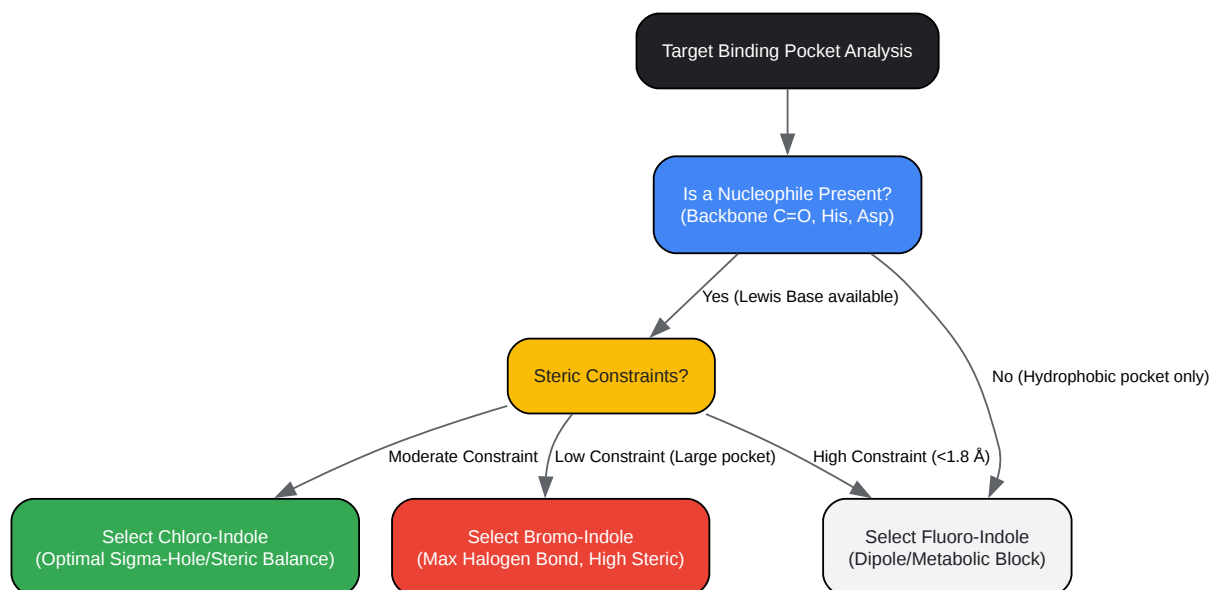 Target Binding Pocket Analysis
Is a Nucleophile Present?
(Backbone C=O, His, Asp)
Yes (Lewis Base available)
No (Hydrophobic pocket only)
Steric Constraints?
Moderate Constraint
Low Constraint (Large pocket)
High Constraint (<1.8 Å)
Select Chloro-Indole
(Optimal Sigma-Hole/Steric Balance)
Select Bromo-Indole
(Max Halogen Bond, High Steric)
Select Fluoro-Indole
(Dipole/Metabolic Block)